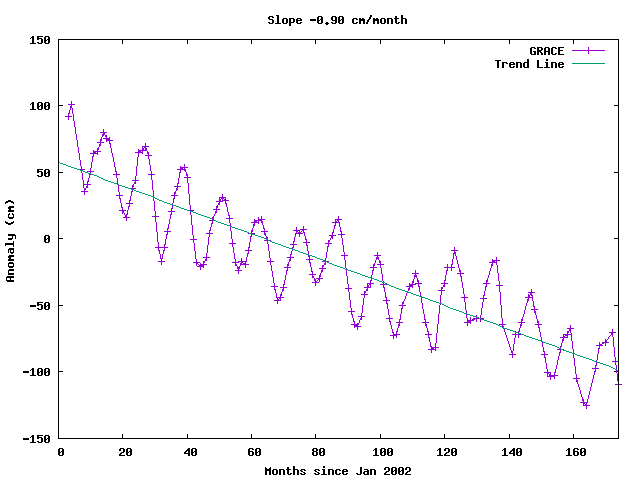 Slope -0.90 cm/month
150
100
50
0
-50
-100
-150
Anomaly (cm)
GRACE
Trend Line
0 20 40 60 80 100 120 140 160
Months since Jan 2002